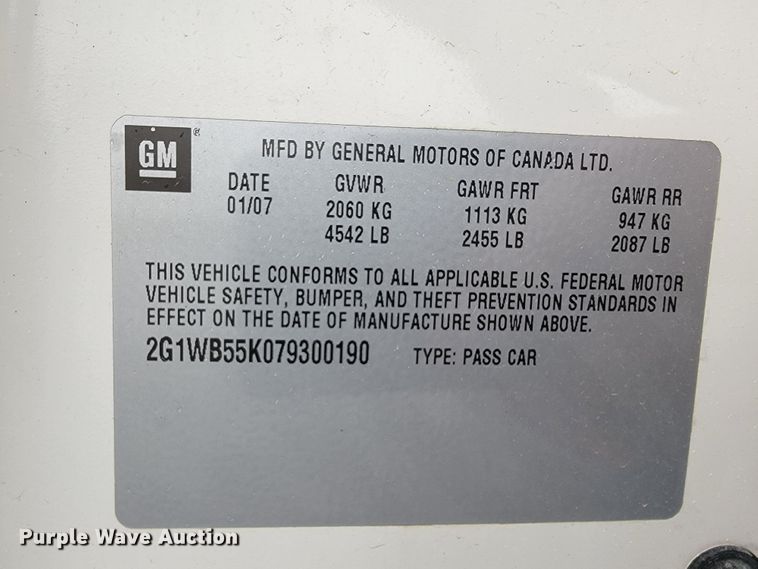 GM ®
MFD BY GENERAL MOTORS OF CANADA LTD.
DATE GVWR GAWR FRT GAWR RR
01/07 2060 KG 1113 KG 947 KG
4542 LB 2455 LB 2087 LB
THIS VEHICLE CONFORMS TO ALL APPLICABLE U.S. FEDERAL MOTOR
VEHICLE SAFETY, BUMPER, AND THEFT PREVENTION STANDARDS IN
EFFECT ON THE DATE OF MANUFACTURE SHOWN ABOVE.
2G1WB55K079300190 TYPE: PASS CAR
Purple Wave Auction